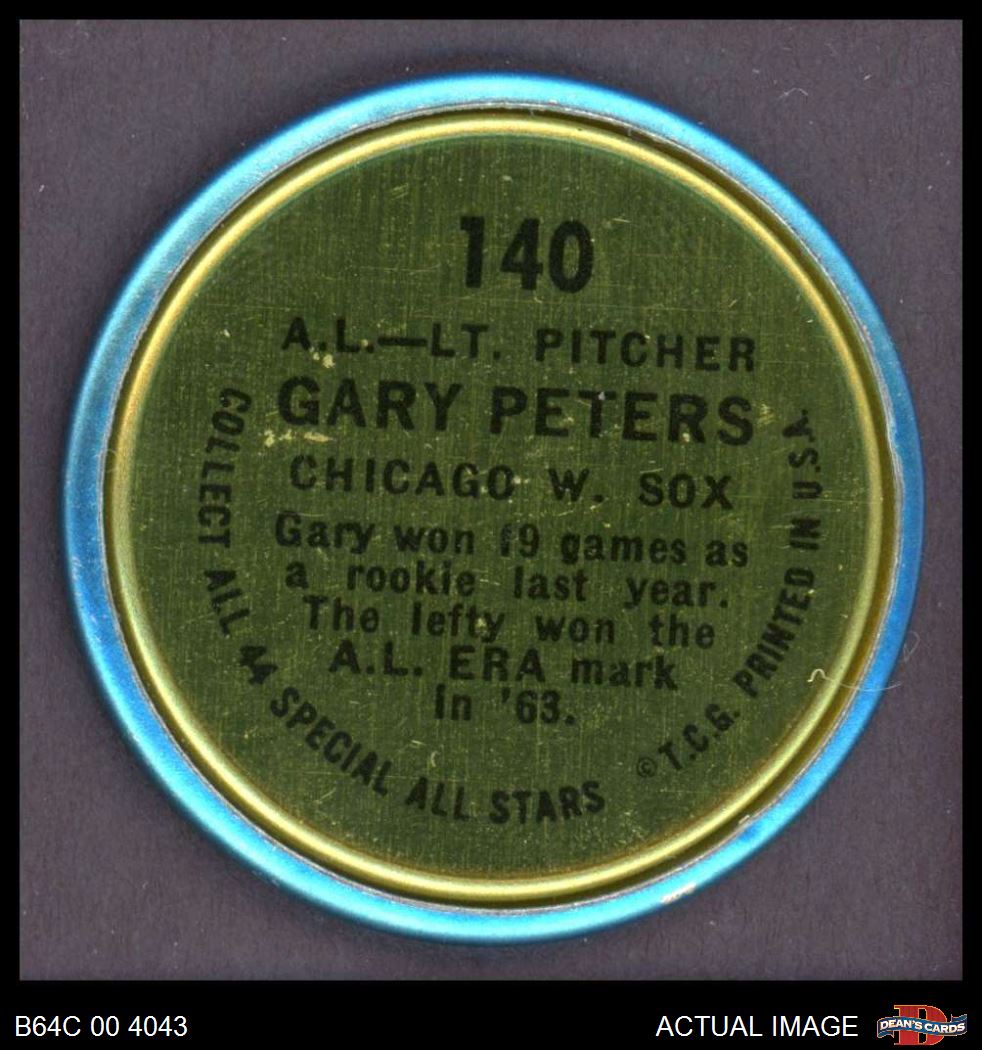 140
A.L.—LT. PITCHER
GARY PETERS
CHICAGO W. SOX
Gary won 19 games as
a rookie last year.
The lefty won the
A.L. ERA mark
in '63.
COLLECT ALL 44 SPECIAL ALL STARS
© T.C.G. PRINTED IN U.S.A.
B64C 00 4043
ACTUAL IMAGE
DEAN'S CARDS